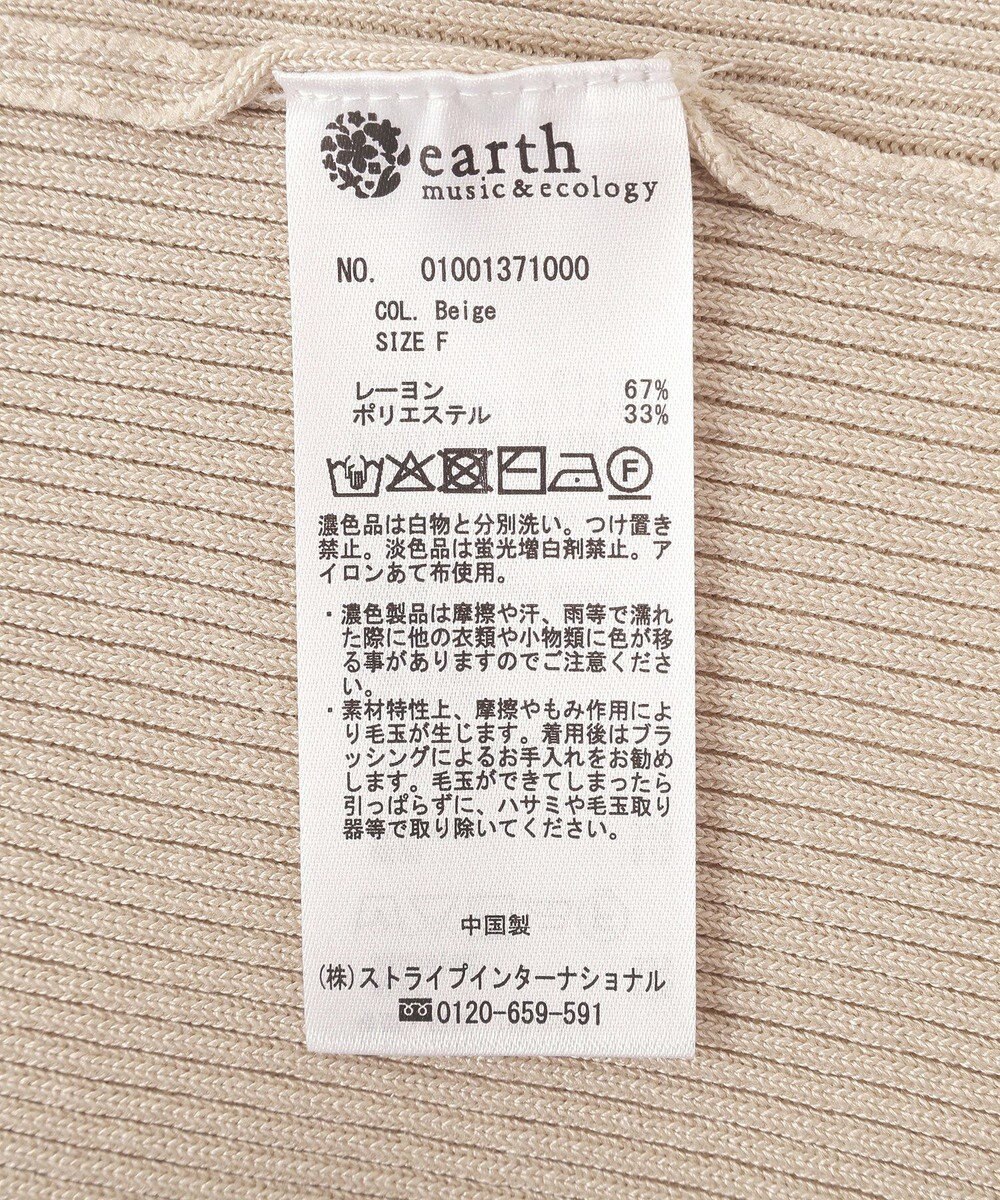 earth
music&ecology
NO. 01001371000
COL. Beige
SIZE F
レーヨン 67%
ポリエステル 33%
F
濃色品は白物と分別洗い。つけ置き
禁止。淡色品は蛍光増白剤禁止。ア
イロンあて布使用。
・濃色製品は摩擦や汗、雨等で濡れ
た際に他の衣類や小物類に色が移
る事がありますのでご注意くださ
い。
・素材特性上、摩擦やもみ作用によ
り毛玉が生じます。着用後はブラ
ッシングによるお手入れをお勧め
します。毛玉ができてしまったら
引っぱらずに、ハサミや毛玉取り
器等で取り除いてください。
中国製
(株)ストライプインターナショナル
0120-659-591